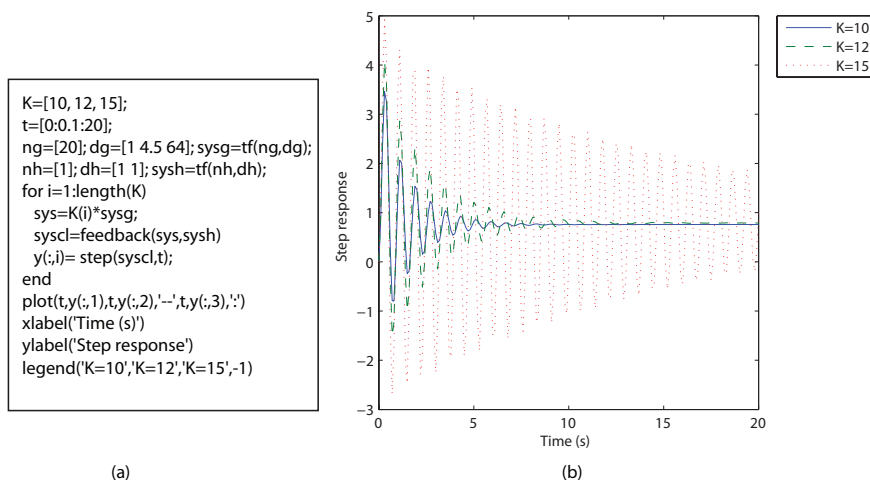 K=[10, 12, 15];
t=[0:0.1:20];
ng=[20]; dg=[1 4.5 64]; sysg=tf(ng,dg);
nh=[1]; dh=[1 1]; sysh=tf(nh,dh);
for i=1:length(K)
sys=K(i)*sysg;
syscl=feedback(sys,sysh)
y(:,i)= step(syscl,t);
end
plot(t,y(:,1),t,y(:,2),'--',t,y(:,3),':')
xlabel('Time (s)')
ylabel('Step response')
legend('K=10','K=12','K=15',-1)
(a)
5
4
3
2
1
0
−1
−2
−3
Step response
0
5
10
15
20
Time (s)
K=10
K=12
K=15
(b)